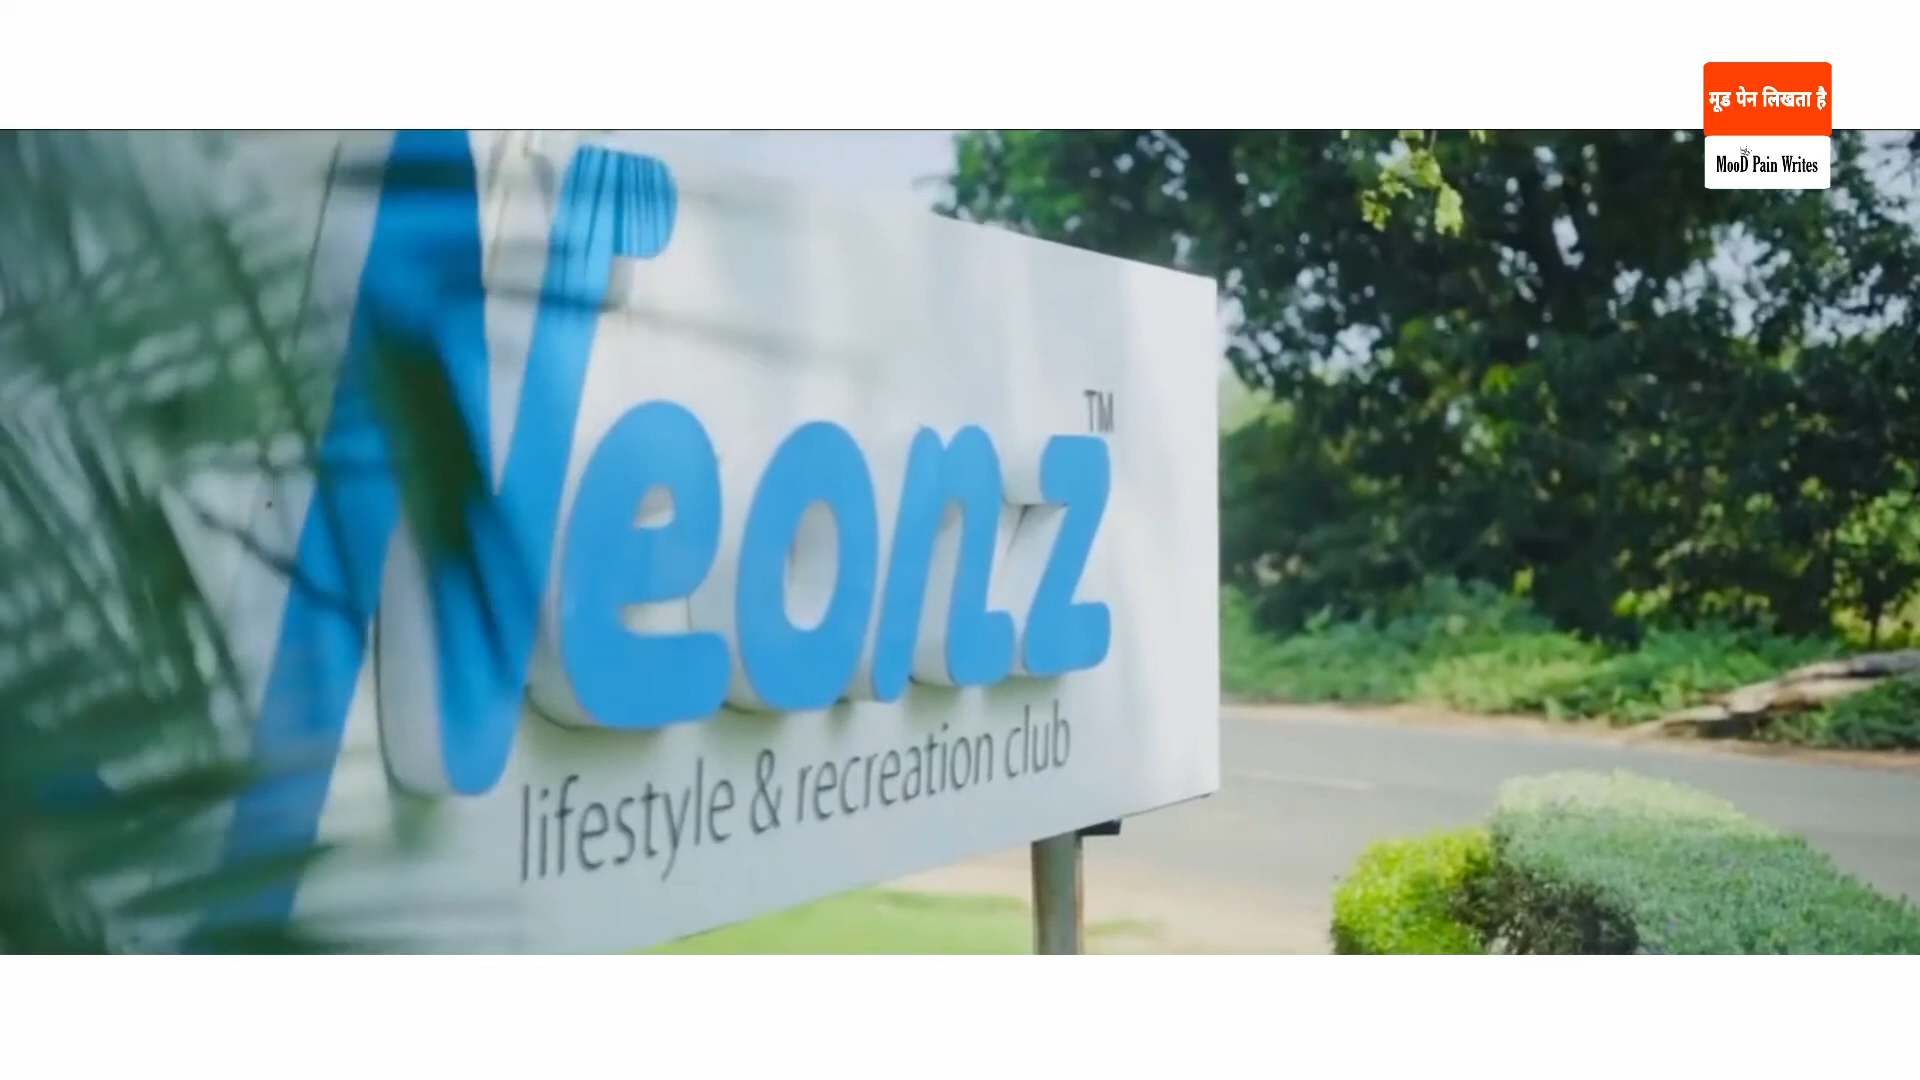 मूड पेन लिखता है
MooD Pain Writes
Neonz
TM
lifestyle & recreation club